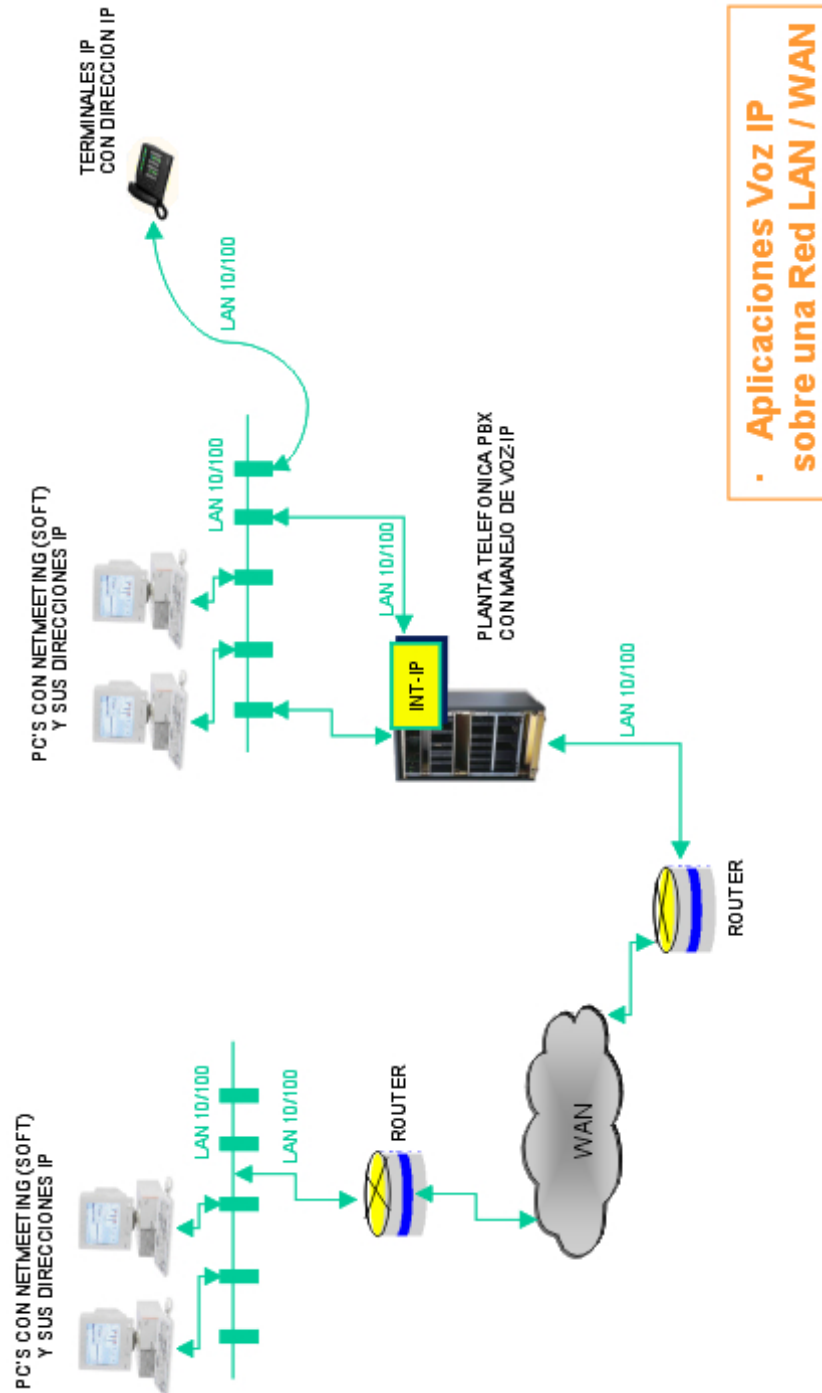 PC'S CON NETMEETING (SOFT)
Y SUS DIRECCIONES IP
LAN 10/100
LAN 10/100
ROUTER
WAN
ROUTER
LAN 10/100
PC'S CON NETMEETING (SOFT)
Y SUS DIRECCIONES IP
LAN 10/100
LAN 10/100
INT-IP
PLANTA TELEFONICA PBX
CON MANEJO DE VOZ-IP
LAN 10/100
TERMINALES IP
CON DIRECCION IP
· Aplicaciones Voz IP
sobre una Red LAN / WAN